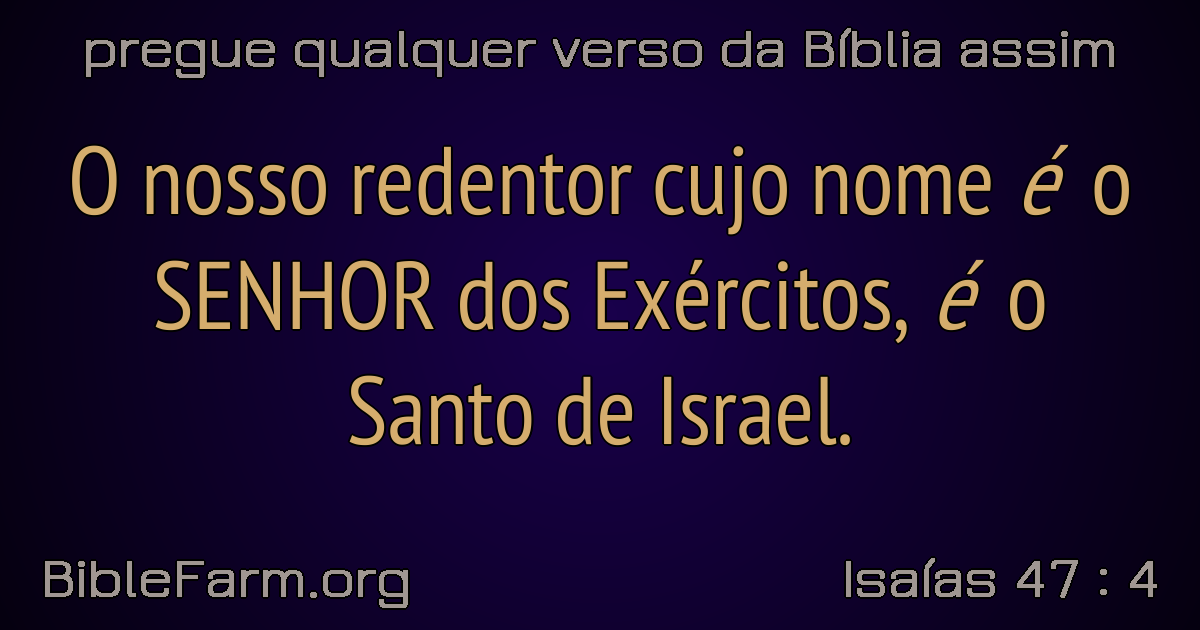 pregue qualquer verso da Bíblia assim
O nosso redentor cujo nome é o
SENHOR dos Exércitos, é o
Santo de Israel.
BibleFarm.org
Isaías 47 : 4